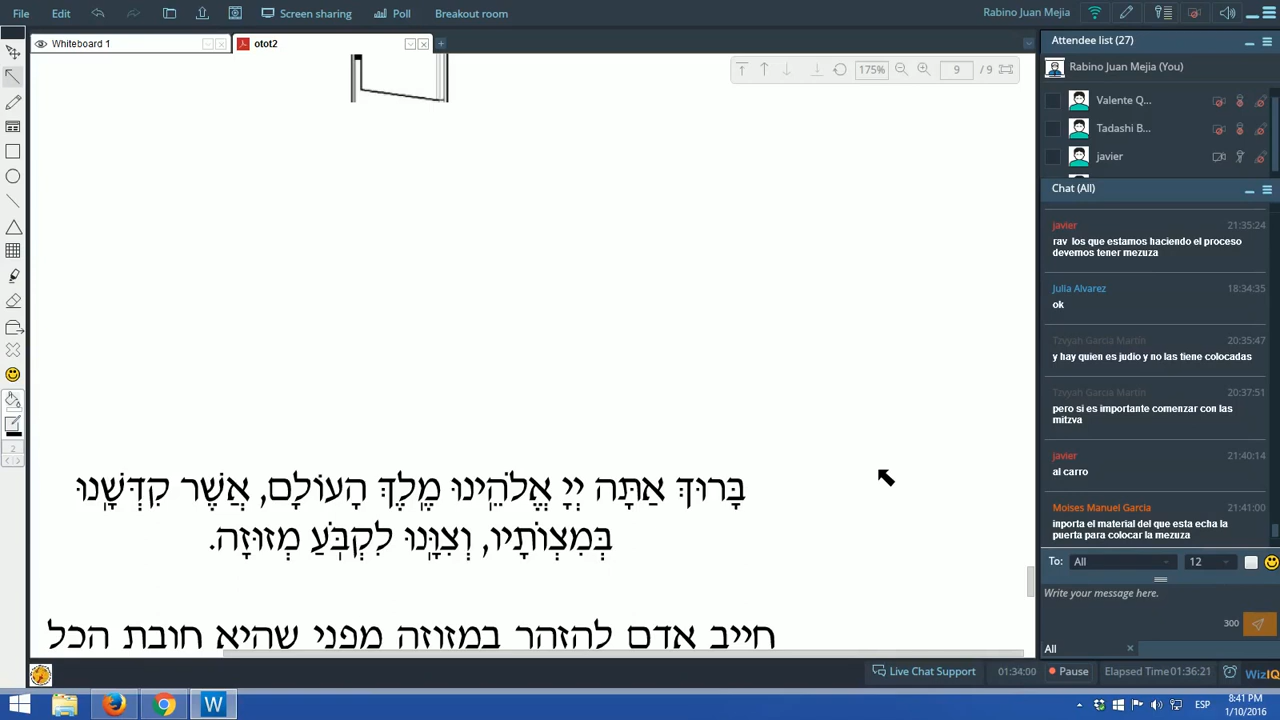 File
Edit
Screen sharing
Poll
Breakout room
Rabino Juan Mejia
Whiteboard 1
otot2
175%
9
/ 9
Attendee list (27)
Rabino Juan Mejia (You)
Valente Q...
Tadashi B...
javier
Chat (All)
javier
21:35:24
rav los que estamos haciendo el proceso
devemos tener mezuza
Julia Alvarez
18:34:35
ok
Tzvyah Garcia Martin
20:35:47
y hay quien es judio y no las tiene colocadas
Tzvyah Garcia Martin
20:37:51
pero si es importante comenzar con las
mitzva
javier
21:40:14
al carro
Moises Manuel Garcia
21:41:00
inporta el material del que esta echa la
puerta para colocar la mezuza
בָּרוּךְ אַתָּה יְיָ אֱלֹהֵֽינוּ מֶֽלֶךְ הָעוֹלָם, אֲשֶׁר קִדְּשָֽׁנוּ
בְּמִצְוֹתָיו, וְצִוָּֽנוּ לִקְבֹּֽעַ מְזוּזָה.
חייב אדם להזהר במזוזה מפני שהיא חובת הכל
To:
All
12
Write your message here.
300
All
2
Live Chat Support
01:34:00
Pause
Elapsed Time 01:36:21
WizIQ
W
ESP
8:41 PM
1/10/2016